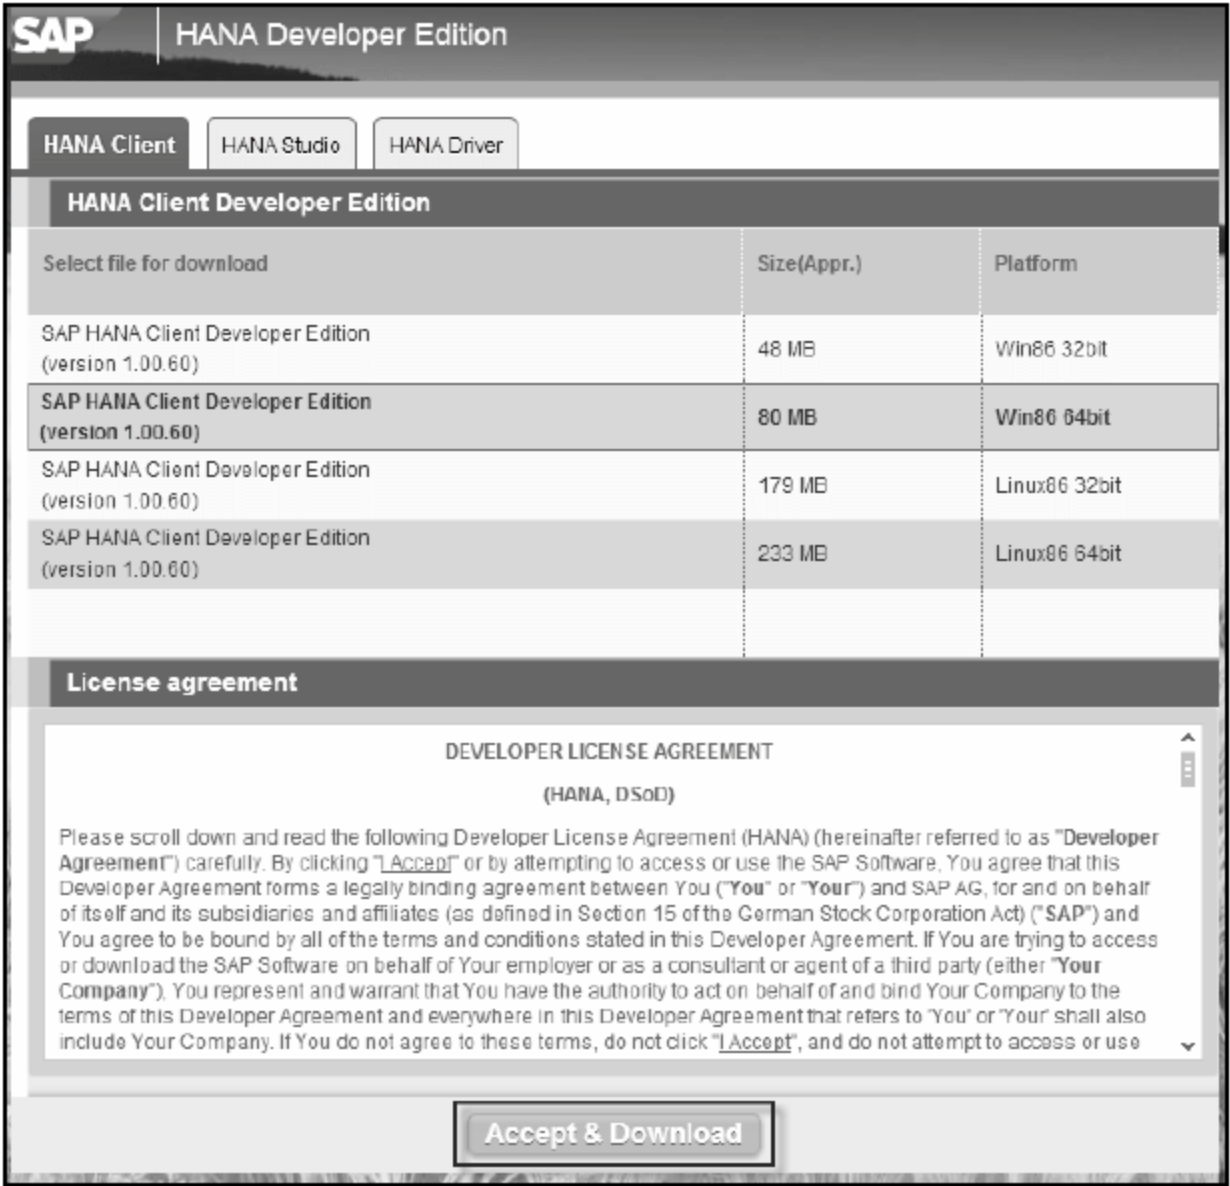 SAP HANA Developer Edition
HANA Client HANA Studio HANA Driver
HANA Client Developer Edition
Select file for download Size(Appr.) Platform
SAP HANA Client Developer Edition
(version 1.00.60) 48 MB Win86 32bit
SAP HANA Client Developer Edition
(version 1.00.60) 80 MB Win86 64bit
SAP HANA Client Developer Edition
(version 1.00.60) 179 MB Linux86 32bit
SAP HANA Client Developer Edition
(version 1.00.60) 233 MB Linux86 64bit
License agreement
DEVELOPER LICENSE AGREEMENT
(HANA, DSoD)
Please scroll down and read the following Developer License Agreement (HANA) (hereinafter referred to as "Developer
Agreement") carefully. By clicking "I Accept" or by attempting to access or use the SAP Software, You agree that this
Developer Agreement forms a legally binding agreement between You ("You" or "Your") and SAP AG, for and on behalf
of itself and its subsidiaries and affiliates (as defined in Section 15 of the German Stock Corporation Act) ("SAP") and
You agree to be bound by all of the terms and conditions stated in this Developer Agreement. If You are trying to access
or download the SAP Software on behalf of Your employer or as a consultant or agent of a third party (either "Your
Company"), You represent and warrant that You have the authority to act on behalf of and bind Your Company to the
terms of this Developer Agreement and everywhere in this Developer Agreement that refers to 'You' or 'Your' shall also
include Your Company. If You do not agree to these terms, do not click "I Accept", and do not attempt to access or use
Accept & Download